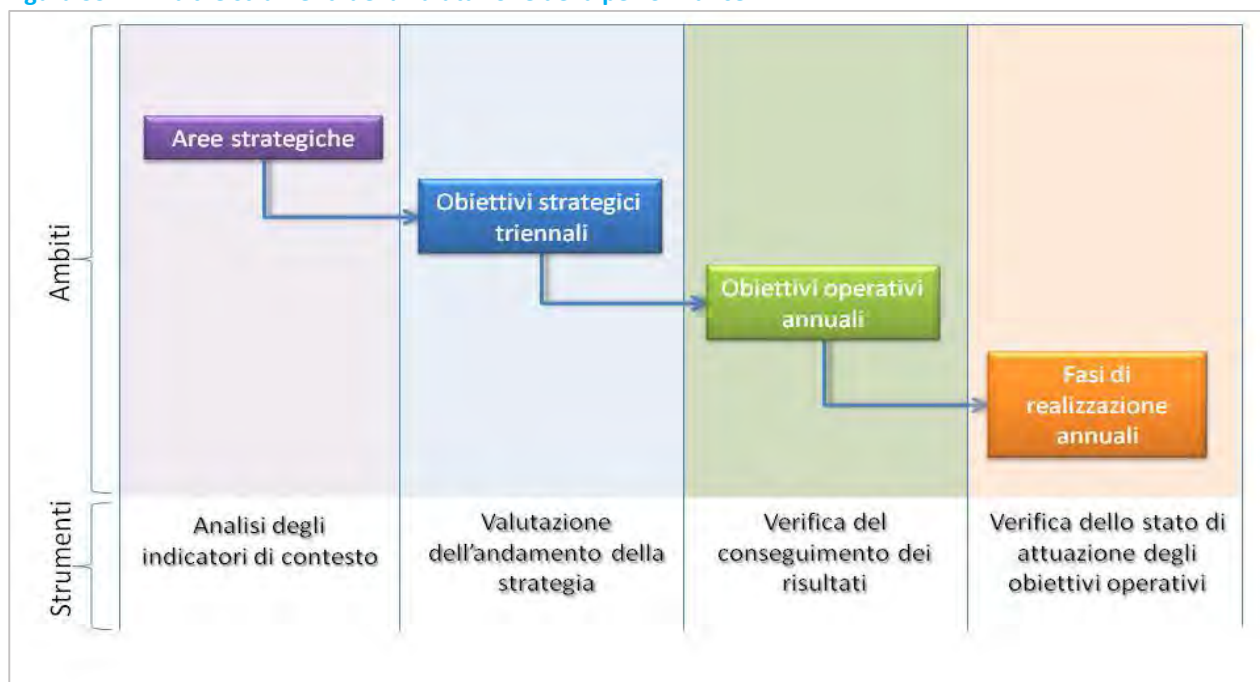 Ambiti
Aree strategiche
Obiettivi strategici
triennali
Obiettivi operativi
annuali
Fasi di
realizzazione
annuali
Strumenti
Analisi degli
indicatori di contesto
Valutazione
dell'andamento della
strategia
Verifica del
conseguimento dei
risultati
Verifica dello stato di
attuazione degli
obiettivi operativi